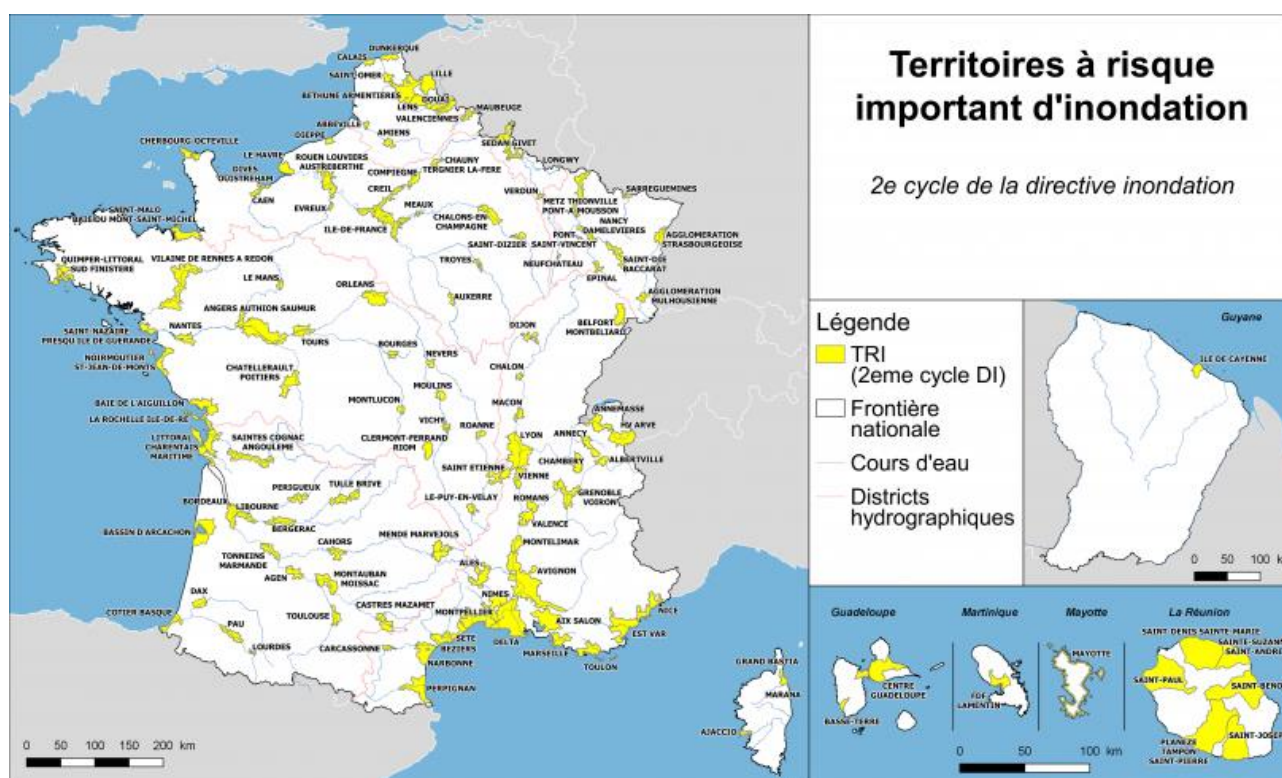 Territoires à risque
important d'inondation
2e cycle de la directive inondation
DUNKERQUE
CALAIS
SAINT OMER
LILLE
BETHUNE ARMENTIERES
DOUAI
LENS
MAUBEUGE
VALENCIENNES
ABBEVILLE
DIEPPE
AMIENS
SEDAN GIVET
CHERBOURG-OCTEVILLE
LE HAVRE
ROUEN LOUVIERS
AUSTREBERTHE
CHAUNY
TERGNIER LA-FERE
LONGWY
DIVES
OUISTREHAM
COMPIEGNE
CREIL
VERDUN
SARREGUEMINES
METZ THIONVILLE
PONT-A MOUSSON
CAEN
EVREUX
MEAUX
CHALONS-EN-
CHAMPAGNE
NANCY
DAMELEVIERES
SAINT-MALO
BAIE DU MONT-SAINT-MICHEL
ILE-DE-FRANCE
SAINT-DIZIER
PONT
SAINT-VINCENT
AGGLOMERATION
STRASBOURGEOISE
QUIMPER-LITTORAL
SUD FINISTERE
VILAINE DE RENNES A REDON
TROYES
NEUFCHATEAU
SAINT-DIE
BACCARAT
EPINAL
LE MANS
ORLEANS
AUXERRE
AGGLOMERATION
MULHOUSIENNE
ANGERS AUTHION SAUMUR
BELFORT
MONTBELIARD
SAINT NAZAIRE
PRESQU ILE DE GUERANDE
NANTES
TOURS
BOURGES
DIJON
NEVERS
NOIRMOUTIER
ST-JEAN-DE-MONTS
CHATELLERAULT
POITIERS
CHALON
MOULINS
MONTLUCON
BAIE DE L'AIGUILLON
MACON
ANNEMASSE
LA ROCHELLE ILE-DE-RE
VICHY
ROANNE
HV ARVE
LITTORAL
CHARENTAIS
MARITIME
SAINTES COGNAC
ANGOULEME
CLERMONT-FERRAND
RIOM
LYON
ANNECY
SAINT ETIENNE
CHAMBERY
ALBERTVILLE
VIENNE
PERIGUEUX
TULLE BRIVE
LE-PUY-EN-VELAY
ROMANS
GRENOBLE
VOIRON
BORDEAUX
LIBOURNE
BERGERAC
VALENCE
BASSIN D'ARCACHON
CAHORS
MENDE MARVEJOLS
MONTELIMAR
TONNEINS
MARMANDE
AGEN
MONTAUBAN
MOISSAC
ALES
AVIGNON
DAX
NIMES
NICE
COTIER BASQUE
PAU
TOULOUSE
CASTRES MAZAMET
MONTPELLIER
AIX SALON
EST VAR
LOURDES
CARCASSONNE
SETE
BEZIERS
DELTA
MARSEILLE
TOULON
NARBONNE
PERPIGNAN
GRAND BASTIA
MARANA
AJACCIO
0 50 100 150 200 km
Légende
TRI
(2eme cycle DI)
Frontière
nationale
Cours d'eau
Districts
hydrographiques
Guyane
ILE DE CAYENNE
0 50 100 km
Guadeloupe
CENTRE
GUADELOUPE
BASSE-TERRE
Martinique
FDF
LAMENTIN
Mayotte
MAYOTTE
La Réunion
SAINT-DENIS SAINTE-MARIE
SAINTE-SUZANN
SAINT-ANDRE
SAINT-PAUL
SAINT-BENO
SAINT-JOSEP
PLANEZE
TAMPON
SAINT-PIERRE
0 50 100 km